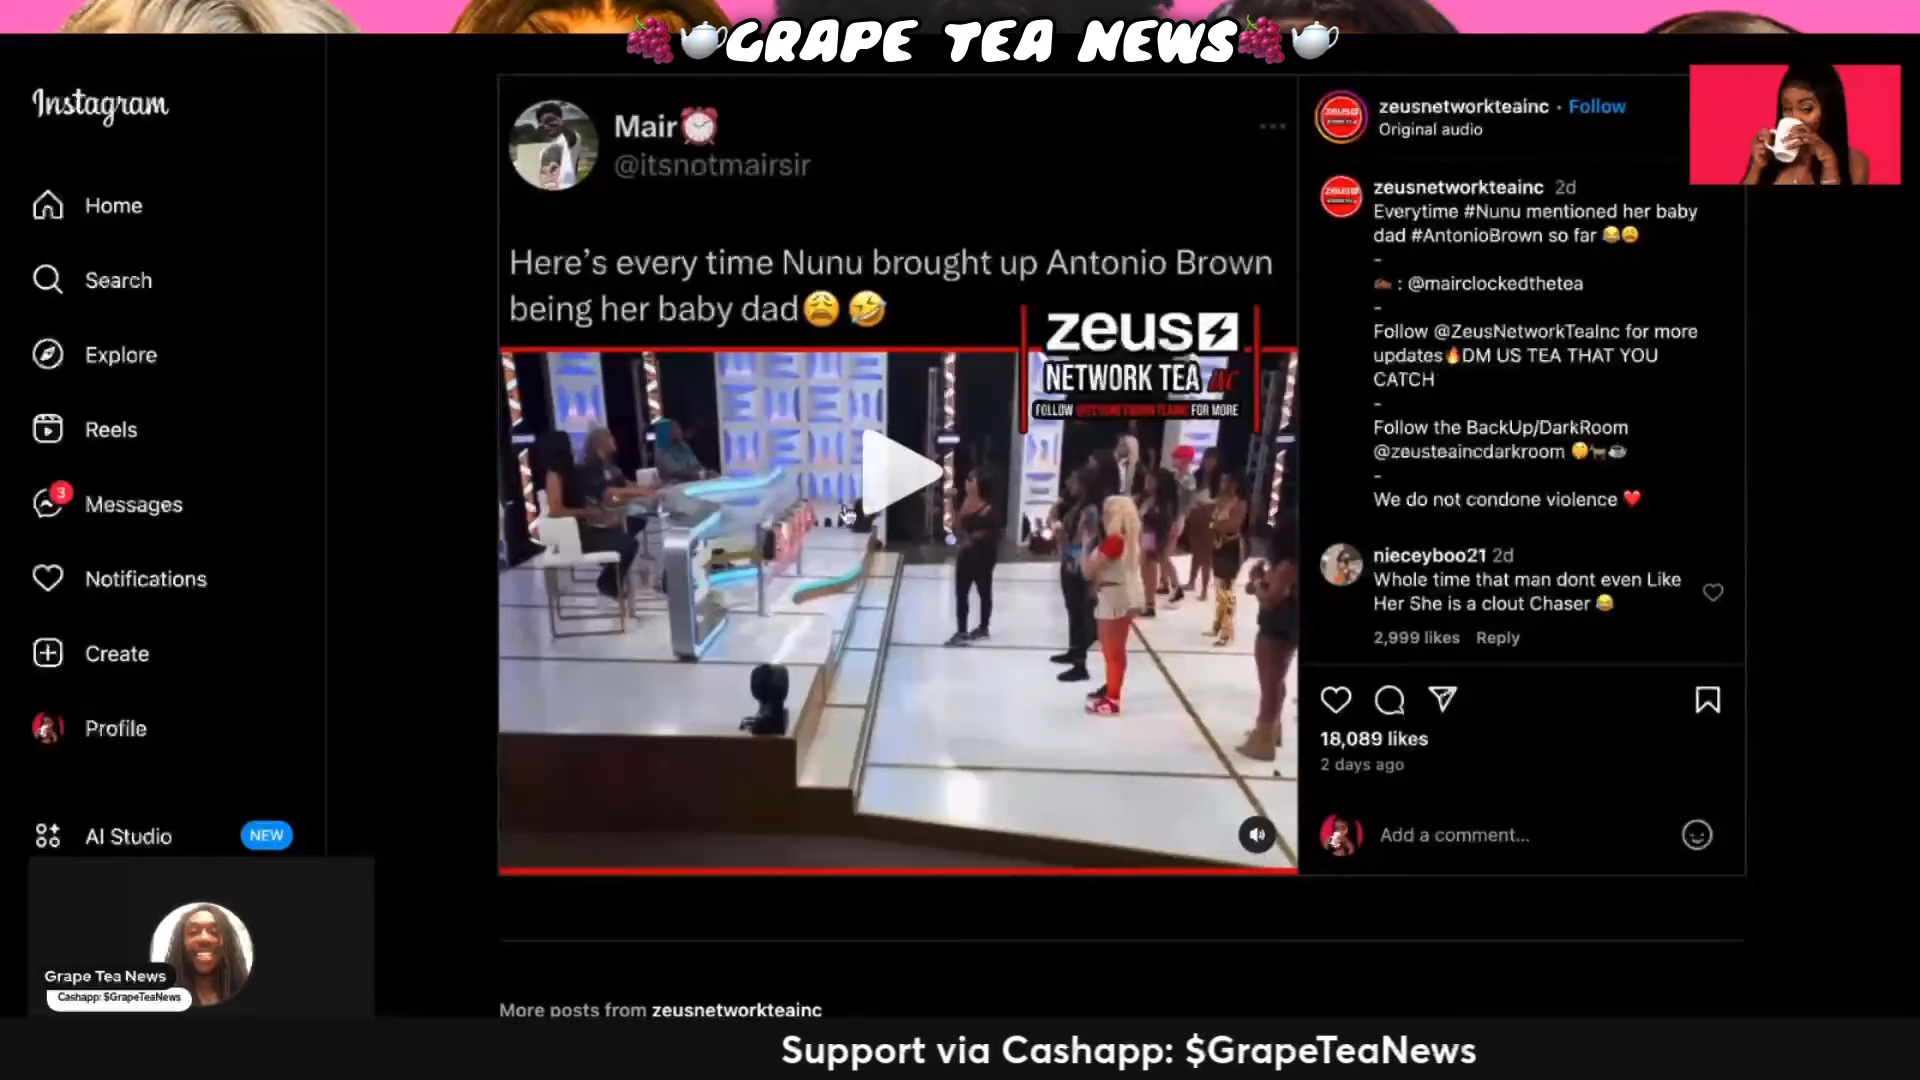 🍇🫖GRAPE TEA NEWS🍇🫖
Instagram
Home
Search
Explore
Reels
3
Messages
Notifications
Create
Profile
AI Studio
NEW
Grape Tea News
Cashapp: $GrapeTeaNews
Mair⏰
@itsnotmairsir
Here's every time Nunu brought up Antonio Brown
being her baby dad😩🤣
zeus
NETWORK TEA INC
FOLLOW @ZEUSNETWORKTEAINC FOR MORE
zeusnetworkteainc • Follow
Original audio
zeusnetworkteainc 2d
Everytime #Nunu mentioned her baby
dad #AntonioBrown so far 😂😩
-
✍🏾 : @mairclockedthetea
-
Follow @ZeusNetworkTeaInc for more
updates🔥DM US TEA THAT YOU
CATCH
-
Follow the BackUp/DarkRoom
@zeusteaincdarkroom
-
We do not condone violence ❤️
nieceyboo21 2d
Whole time that man dont even Like
Her She is a clout Chaser 😂
2,999 likes Reply
18,089 likes
2 days ago
Add a comment...
More posts from zeusnetworkteainc
Support via Cashapp: $GrapeTeaNews